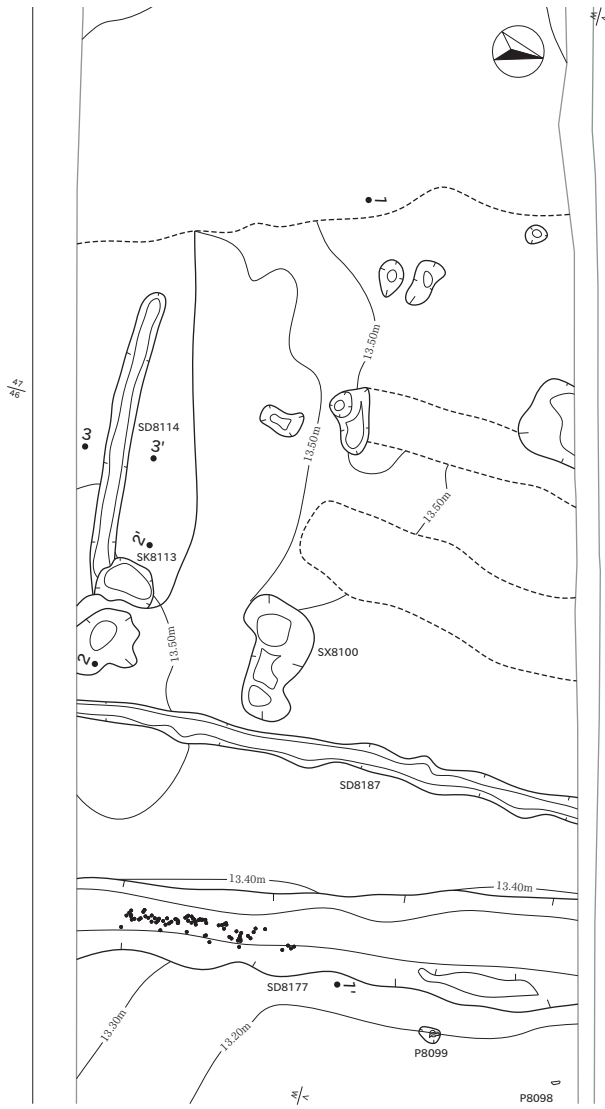 1
13.50m
47
46
SD8114
3
3'
13.50m
13.50m
2'
SK8113
13.50m
2
SX8100
SD8187
13.40m
13.40m
SD8177
1'
13.30m
13.20m
P8099
P8098
V
W